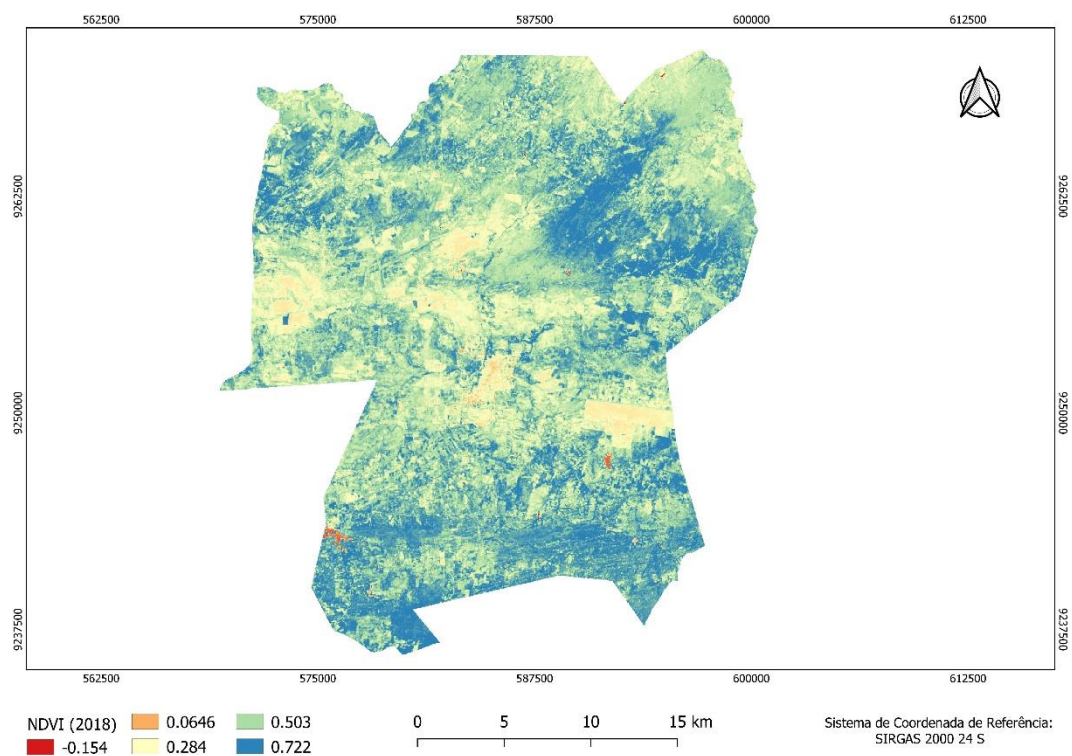 562500 575000 587500 600000 612500
9262500 9262500
9250000 9250000
9237500 9237500
562500 575000 587500 600000 612500
NDVI (2018) 0.0646 0.503
-0.154 0.284 0.722
0 5 10 15 km
Sistema de Coordenada de Referência:
SIRGAS 2000 24 S